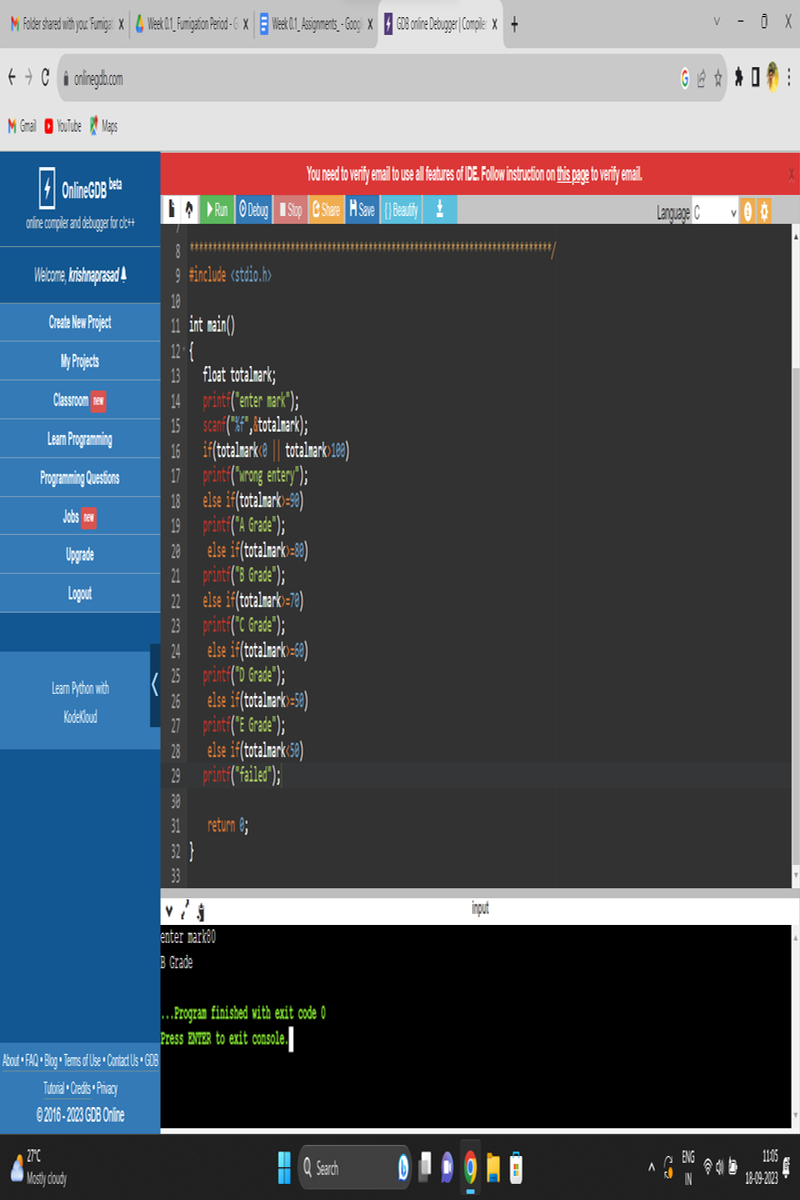 Folder shared with you: 'Fumigat
Week 0.1_ Fumigation Period - G
Week 0.1_ Assignments_ - Goog
GDB online Debugger | Compiler
onlinegdb.com
Gmail YouTube Maps
OnlineGDB beta
online compiler and debugger for c/c++
Welcome, krishnaprasad
Create New Project
My Projects
Classroom new
Learn Programming
Programming Questions
Jobs new
Upgrade
Logout
Learn Python with
KodeKloud
About • FAQ • Blog • Terms of Use • Contact Us • GDB
Tutorial • Credits • Privacy
© 2016 - 2023 GDB Online
You need to verify email to use all features of IDE. Follow instruction on this page to verify email.
Run Debug Stop Share Save {} Beautify
Language C
7
8 ******************************************************************************/
9 #include <stdio.h>
10
11 int main()
12 {
13 float totalmark;
14 printf("enter mark");
15 scanf("%f",&totalmark);
16 if(totalmark<0 || totalmark>100)
17 printf("wrong entery");
18 else if(totalmark>=90)
19 printf("A Grade");
20 else if(totalmark>=80)
21 printf("B Grade");
22 else if(totalmark>=70)
23 printf("C Grade");
24 else if(totalmark>=60)
25 printf("D Grade");
26 else if(totalmark>=50)
27 printf("E Grade");
28 else if(totalmark<50)
29 printf("failed");
30
31 return 0;
32 }
33
input
enter mark80
B Grade
...Program finished with exit code 0
Press ENTER to exit console.
27°C
Mostly cloudy
Search
ENG
IN
11:05
18-09-2023